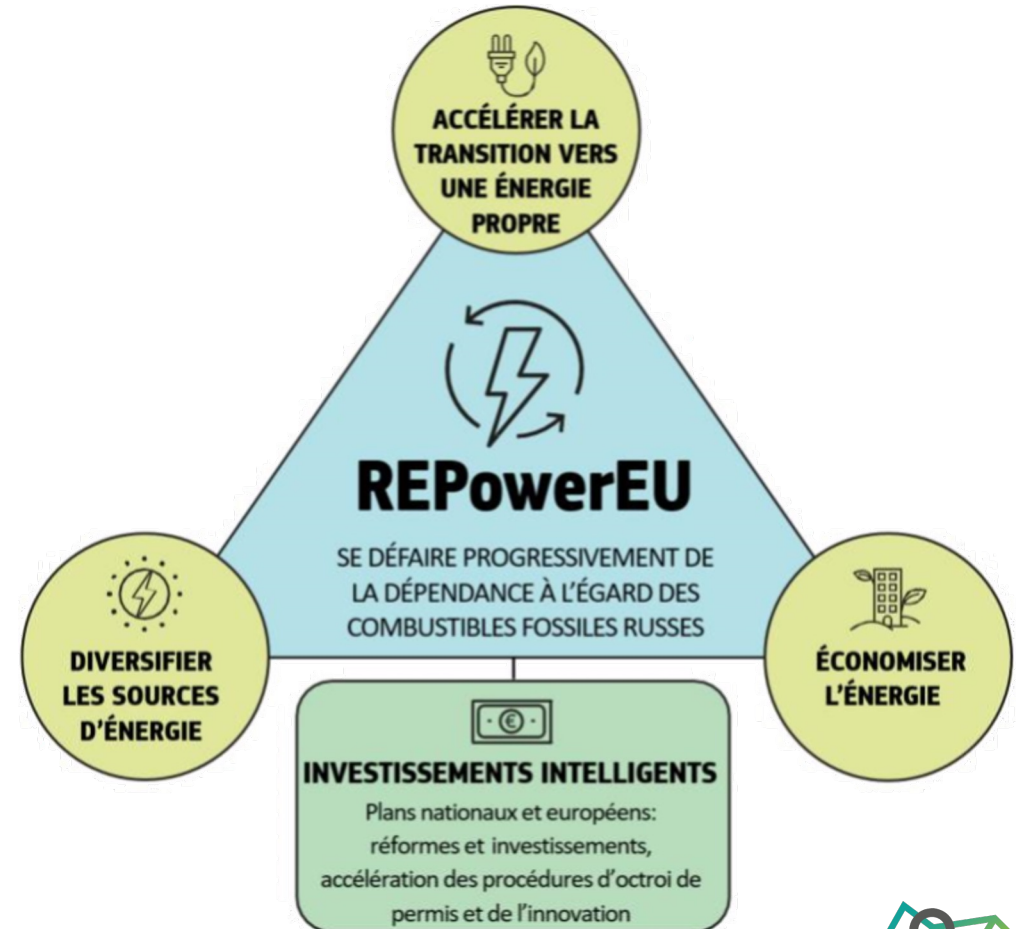 ACCÉLÉRER LA
TRANSITION VERS
UNE ÉNERGIE
PROPRE
REPowerEU
SE DÉFAIRE PROGRESSIVEMENT DE
LA DÉPENDANCE À L'ÉGARD DES
COMBUSTIBLES FOSSILES RUSSES
DIVERSIFIER
LES SOURCES
D'ÉNERGIE
ÉCONOMISER
L'ÉNERGIE
€
INVESTISSEMENTS INTELLIGENTS
Plans nationaux et européens:
réformes et investissements,
accélération des procédures d'octroi de
permis et de l'innovation